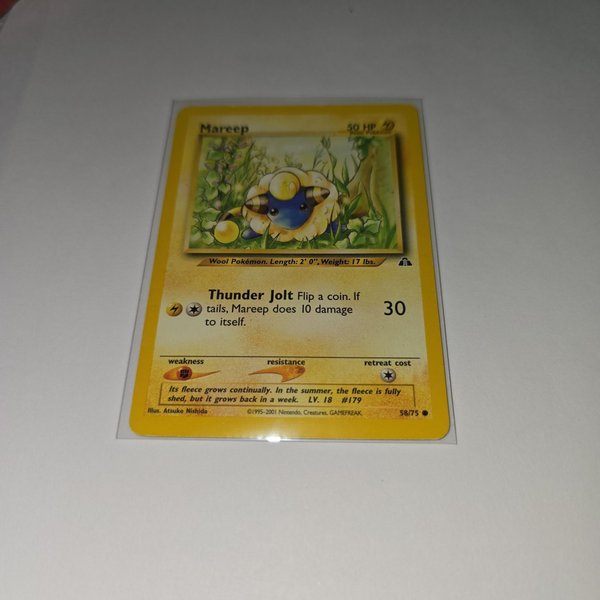 Mareep 50 HP
Wool Pokémon. Length: 2' 0", Weight: 17 lbs.
Thunder Jolt Flip a coin. If
tails, Mareep does 10 damage
to itself.
30
weakness resistance retreat cost
Its fleece grows continually. In the summer, the fleece is fully
shed, but it grows back in a week. LV. 18 #179
Illus. Atsuko Nishida ©1995-2001 Nintendo, Creatures, GAMEFREAK. 58/75